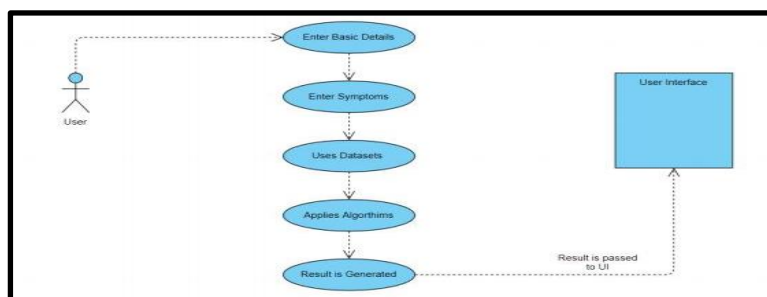 Enter Basic Details
User
Enter Symptoms
Uses Datasets
Applies Algorthims
Result is Generated
Result is passed
to UI
User Interface